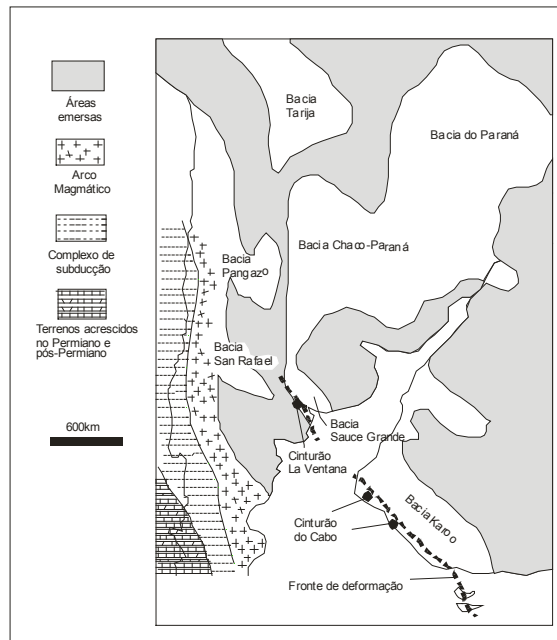 Áreas
emersas
Arco
Magmático
Complexo de
subducção
Terrenos acrescidos
no Permiano e
pós-Permiano
600km
Bacia
Tarija
Bacia do Paraná
Bacia Chaco-Paraná
Bacia
Pangazo
Bacia
San Rafael
Bacia
Sauce Grande
Cinturão
La Ventana
Bacia Karoo
Cinturão
do Cabo
Fronte de deformação